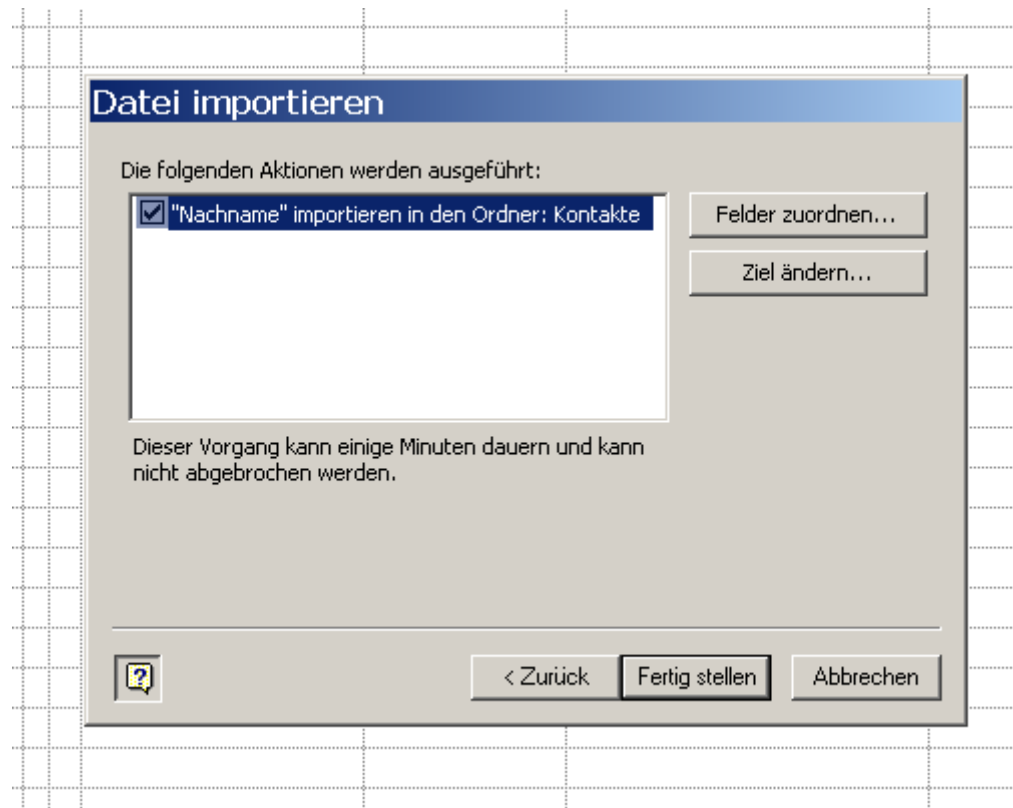 Datei importieren
Die folgenden Aktionen werden ausgeführt:
"Nachname" importieren in den Ordner: Kontakte
Felder zuordnen...
Ziel ändern...
Dieser Vorgang kann einige Minuten dauern und kann
nicht abgebrochen werden.
?
< Zurück
Fertig stellen
Abbrechen